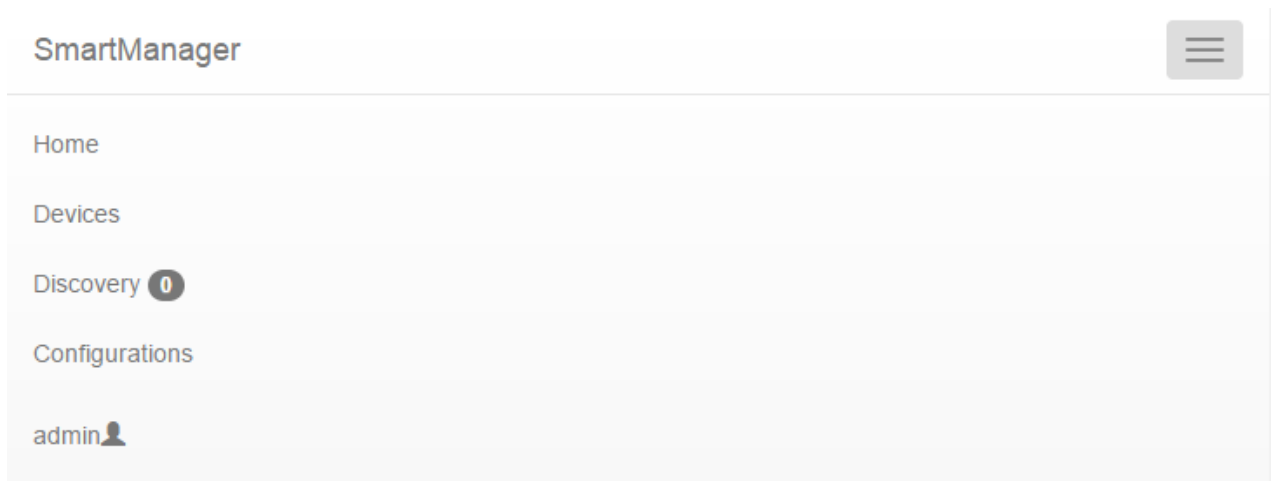 SmartManager
Home
Devices
Discovery 0
Configurations
admin